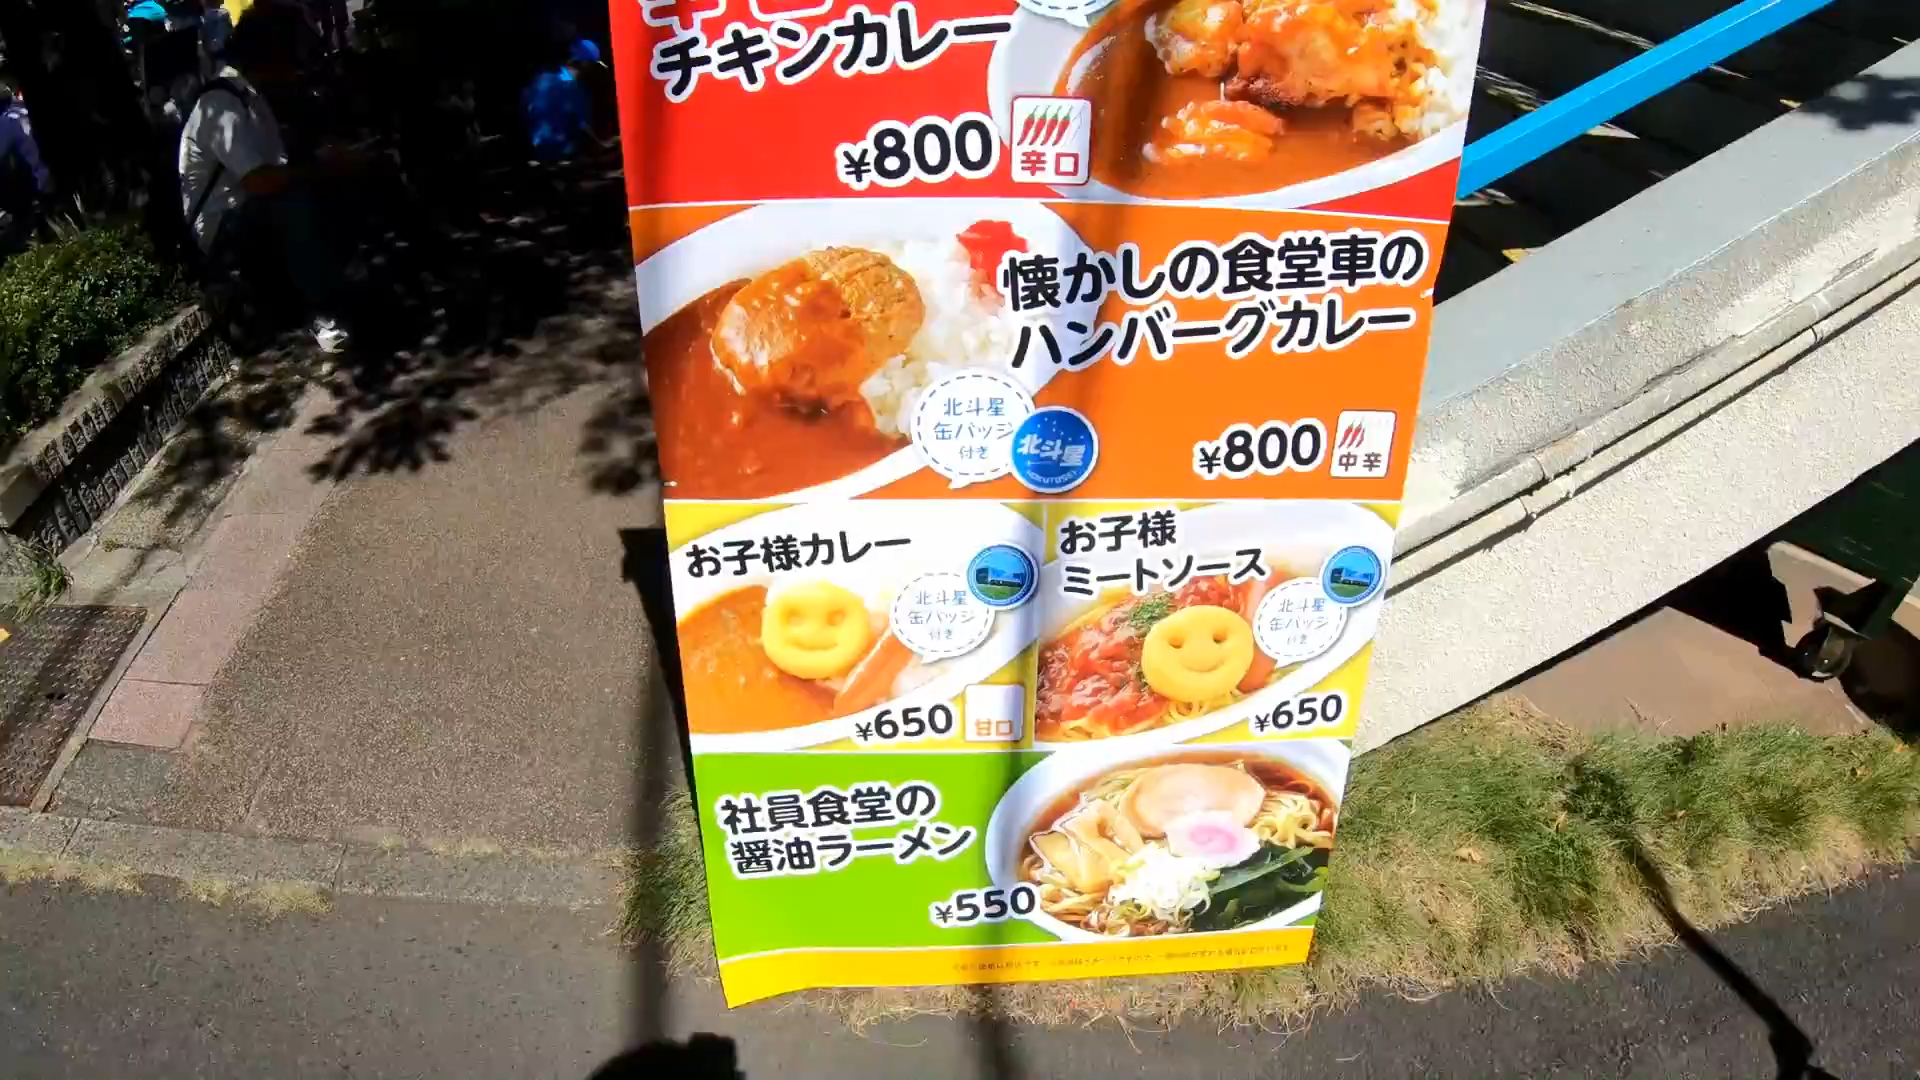 チキンカレー
¥800
辛口
懐かしの食堂車の
ハンバーグカレー
北斗星
缶バッジ
付き
北斗星
HOKUTOSEI
¥800
中辛
お子様カレー
北斗星
缶バッジ
付き
¥650
甘口
お子様
ミートソース
北斗星
缶バッジ
付き
¥650
社員食堂の
醤油ラーメン
¥550